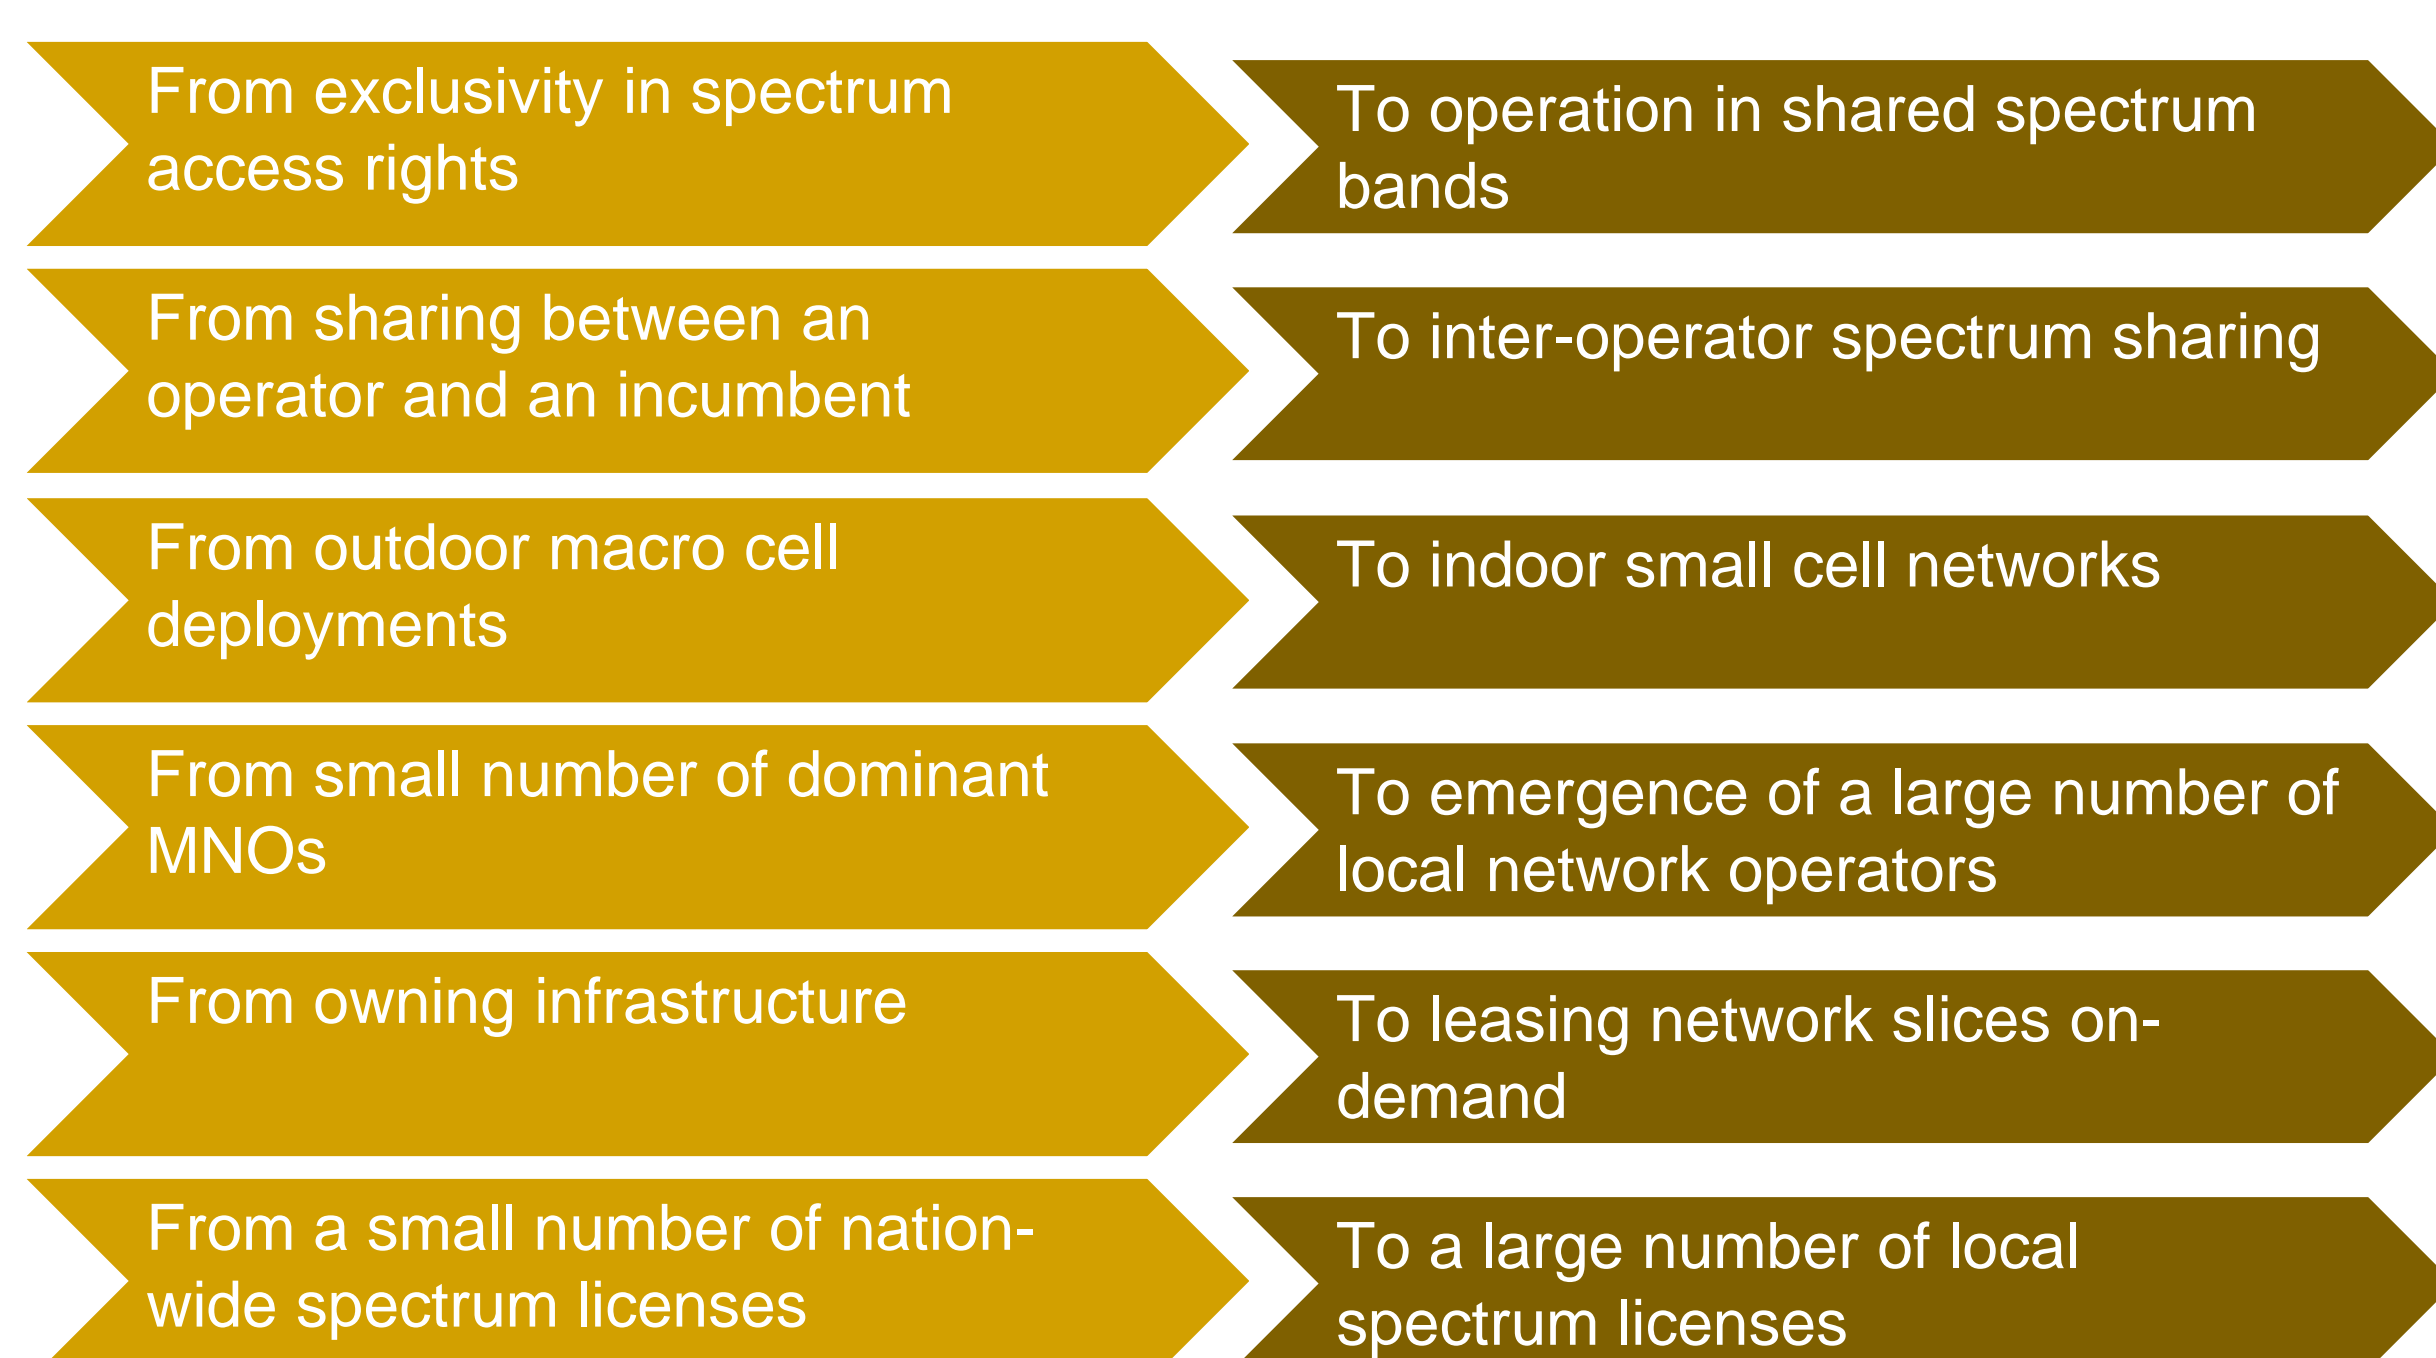 From exclusivity in spectrum
access rights
To operation in shared spectrum
bands
From sharing between an
operator and an incumbent
To inter-operator spectrum sharing
From outdoor macro cell
deployments
To indoor small cell networks
From small number of dominant
MNOs
To emergence of a large number of
local network operators
From owning infrastructure
To leasing network slices on-
demand
From a small number of nation-
wide spectrum licenses
To a large number of local
spectrum licenses